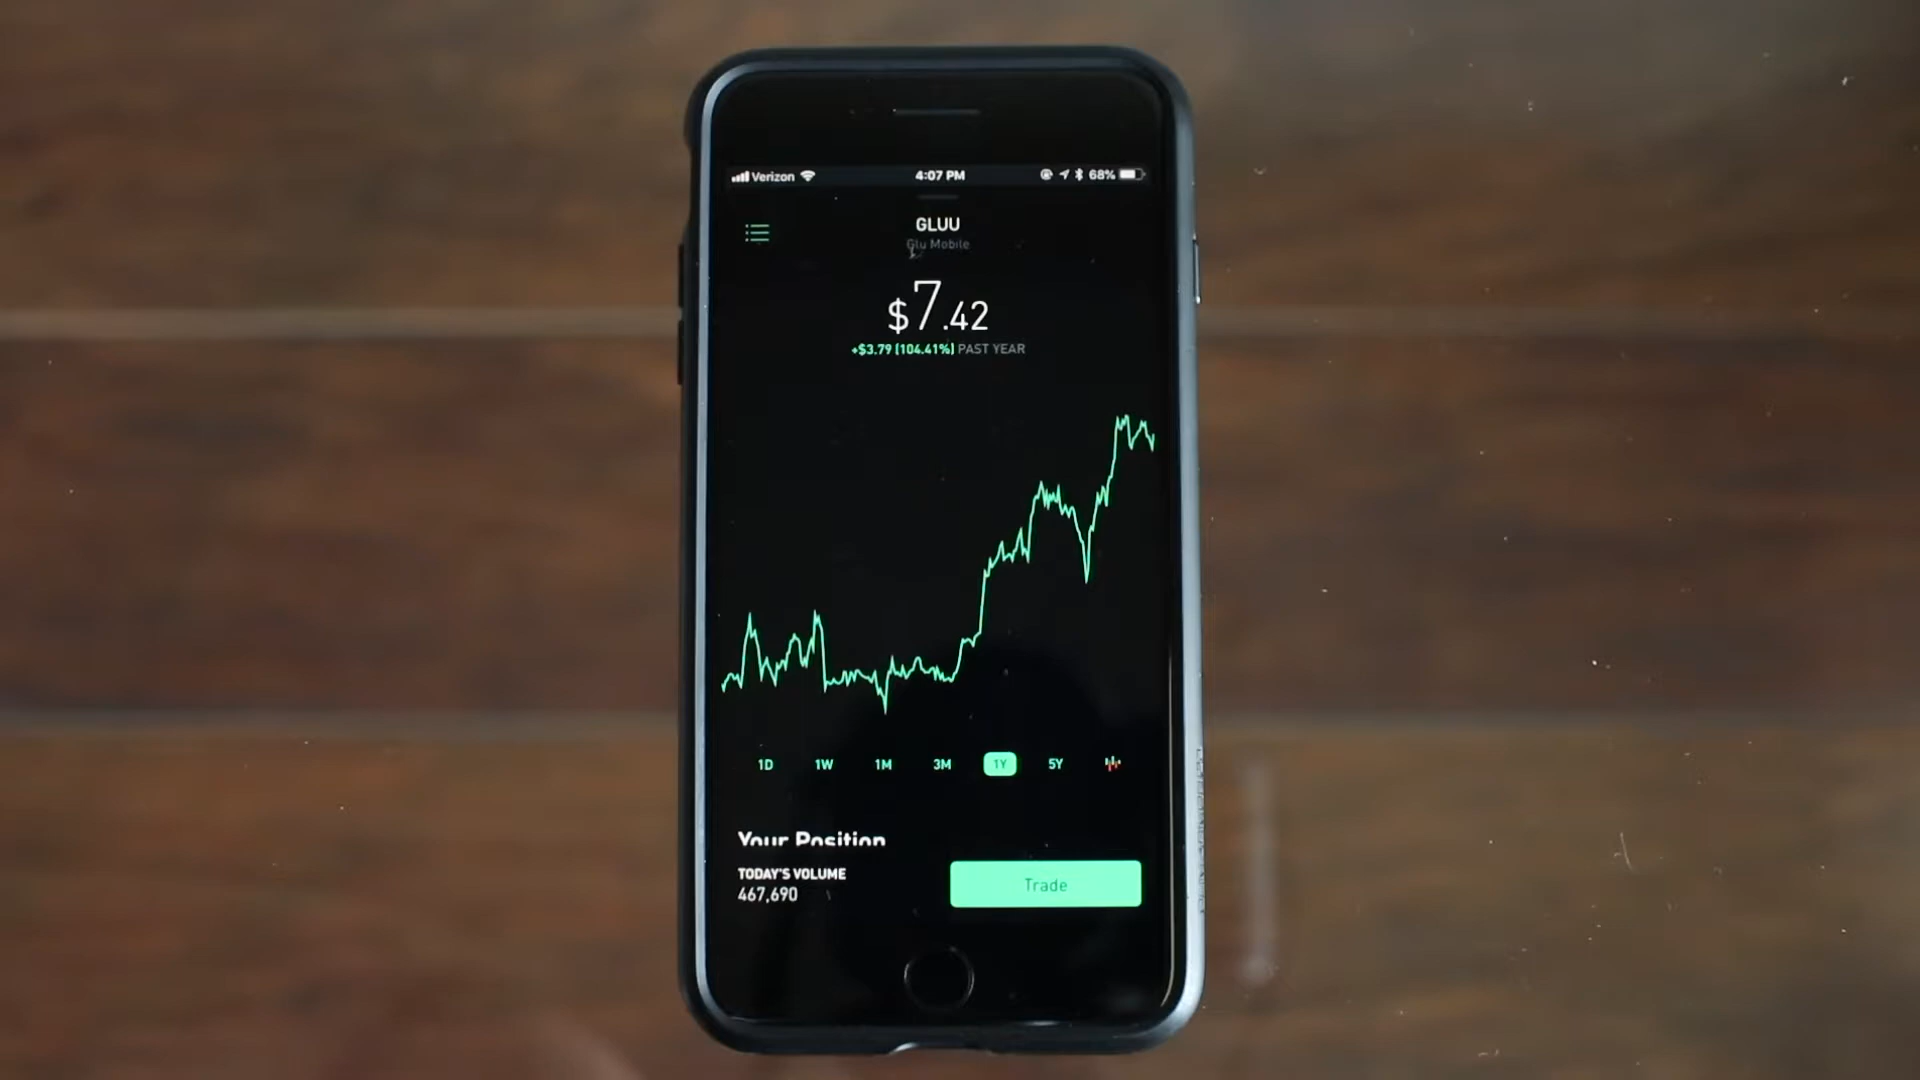 Verizon 4:07 PM 68%
GLUU
Glu Mobile
$7.42
+$3.79 (104.41%) PAST YEAR
1D 1W 1M 3M 1Y 5Y
Your Position
TODAY'S VOLUME
467,690
Trade